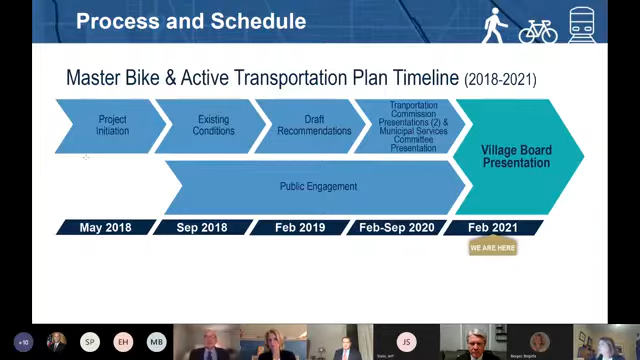 Process and Schedule
Master Bike & Active Transportation Plan Timeline (2018-2021)
Project
Initiation
Existing
Conditions
Draft
Recommendations
Tranportation
Commission
Presentations (2) &
Municipal Services
Committee
Presentation
Village Board
Presentation
Public Engagement
May 2018
Sep 2018
Feb 2019
Feb-Sep 2020
Feb 2021
WE ARE HERE
+10
SP
EH
MB
JS